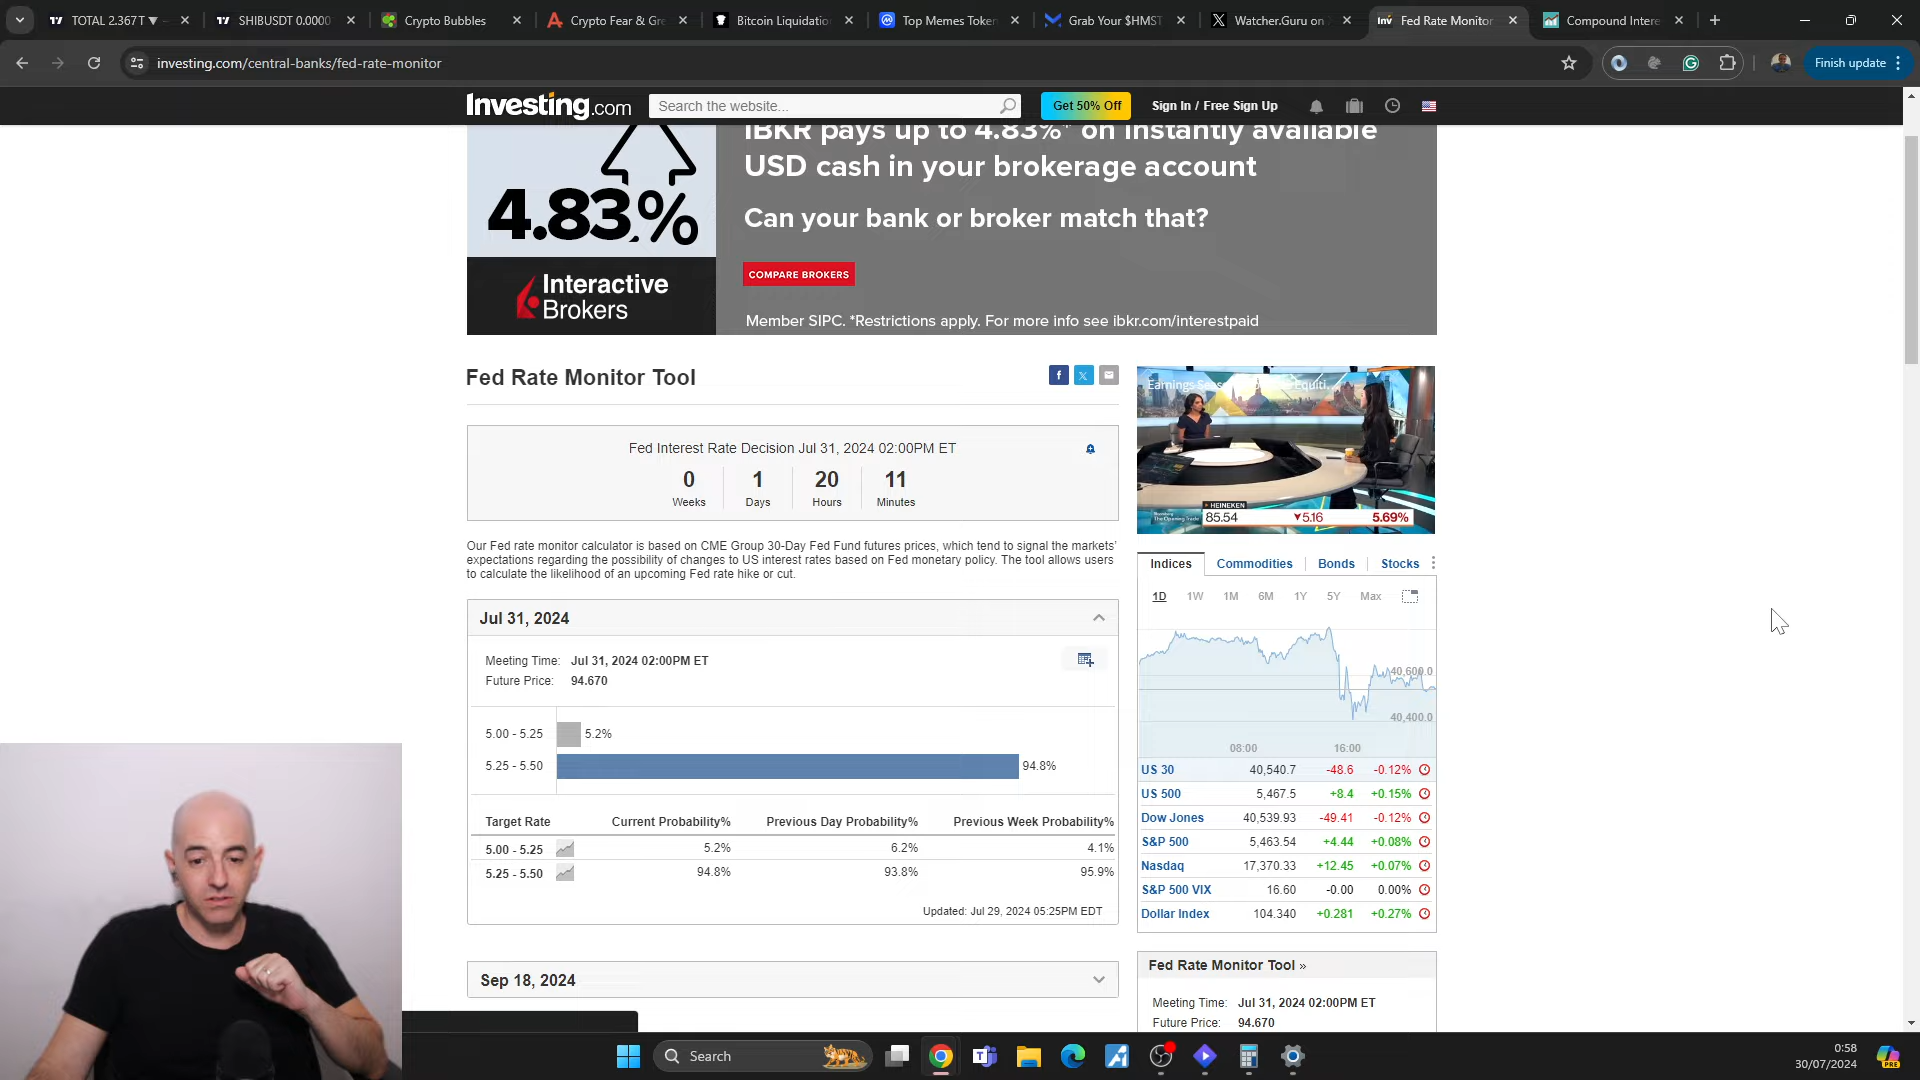 TOTAL 2.367T ▼
SHIBUSDT 0.0000
Crypto Bubbles
Crypto Fear & Gre
Bitcoin Liquidatio
Top Memes Token
Grab Your $HMST
Watcher.Guru on
Fed Rate Monitor
Compound Intere
investing.com/central-banks/fed-rate-monitor
Finish update
Investing.com
Search the website...
Get 50% Off
Sign In / Free Sign Up
4.83%
Interactive
Brokers
IBKR pays up to 4.83%* on instantly available
USD cash in your brokerage account
Can your bank or broker match that?
COMPARE BROKERS
Member SIPC. *Restrictions apply. For more info see ibkr.com/interestpaid
Fed Rate Monitor Tool
Fed Interest Rate Decision Jul 31, 2024 02:00PM ET
0 1 20 11
Weeks Days Hours Minutes
Our Fed rate monitor calculator is based on CME Group 30-Day Fed Fund futures prices, which tend to signal the markets'
expectations regarding the possibility of changes to US interest rates based on Fed monetary policy. The tool allows users
to calculate the likelihood of an upcoming Fed rate hike or cut.
Jul 31, 2024
Meeting Time: Jul 31, 2024 02:00PM ET
Future Price: 94.670
5.00 - 5.25 5.2%
5.25 - 5.50 94.8%
Target Rate Current Probability% Previous Day Probability% Previous Week Probability%
5.00 - 5.25 5.2% 6.2% 4.1%
5.25 - 5.50 94.8% 93.8% 95.9%
Updated: Jul 29, 2024 05:25PM EDT
Sep 18, 2024
HEINEKEN
85.54 ▼5.16 5.69%
Indices Commodities Bonds Stocks
1D 1W 1M 6M 1Y 5Y Max
40,600.0
40,400.0
08:00 16:00
US 30 40,540.7 -48.6 -0.12%
US 500 5,467.5 +8.4 +0.15%
Dow Jones 40,539.93 -49.41 -0.12%
S&P 500 5,463.54 +4.44 +0.08%
Nasdaq 17,370.33 +12.45 +0.07%
S&P 500 VIX 16.60 -0.00 0.00%
Dollar Index 104.340 +0.281 +0.27%
Fed Rate Monitor Tool »
Meeting Time: Jul 31, 2024 02:00PM ET
Future Price: 94.670
Search
0:58
30/07/2024